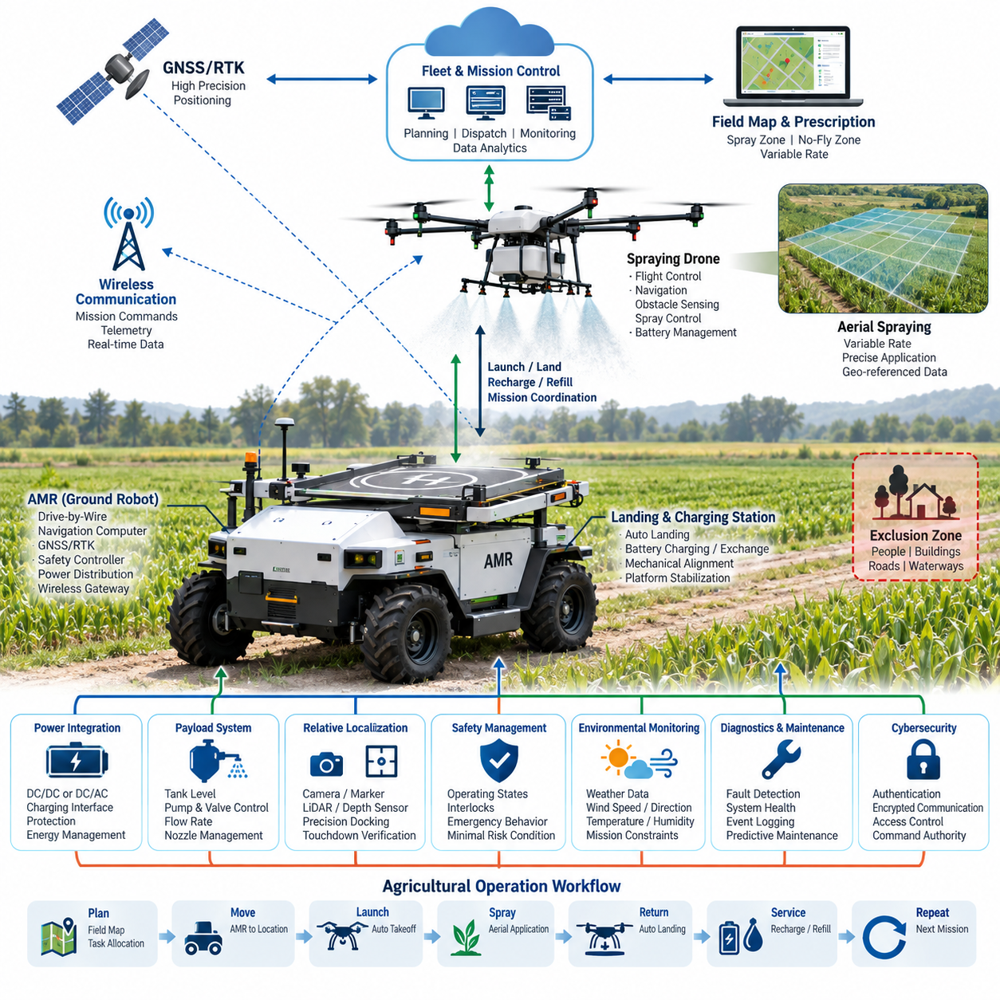 GNSS/RTK
High Precision
Positioning
Fleet & Mission Control
Planning | Dispatch | Monitoring
Data Analytics
Field Map & Prescription
Spray Zone | No-Fly Zone
Variable Rate
Wireless
Communication
Mission Commands
Telemetry
Real-time Data
Spraying Drone
· Flight Control
· Navigation
Obstacle Sensing
Spray Control
· Battery Management
Aerial Spraying
Variable Rate
Precise Application
Geo-referenced Data
Launch / Land
Recharge / Refill
Mission Coordination
AMR (Ground Robot)
Drive-by-Wire
Navigation Computer
· GNSS/RTK
· Safety Controller
Power Distribution
Wireless Gateway
H
AMR
Landing & Charging Station
· Auto Landing
· Battery Charging / Exchange
· Mechanical Alignment
· Platform Stabilization
Exclusion Zone
People | Buildings
Roads | Waterways
Power Integration
DC/DC or DC/AC
Charging Interface
Protection
Energy Management
Payload System
Tank Level
Pump & Valve Control
Flow Rate
Nozzle Management
Relative Localization
Camera / Marker
LiDAR / Depth Sensor
Precision Docking
Touchdown Verification
Safety Management
Operating States
Interlocks
Emergency Behavior
Minimal Risk Condition
Environmental Monitoring
Weather Data
Wind Speed / Direction
Temperature / Humidity
Mission Constraints
Diagnostics & Maintenance
Fault Detection
System Health
Event Logging
Predictive Maintenance
Cybersecurity
Authentication
Encrypted Communication
Access Control
Command Authority
Agricultural Operation Workflow
Plan
Field Map
Task Allocation
Move
AMR to Location
Launch
Auto Takeoff
Spray
Aerial Application
Return
Auto Landing
Service
Recharge / Refill
Repeat
Next Mission